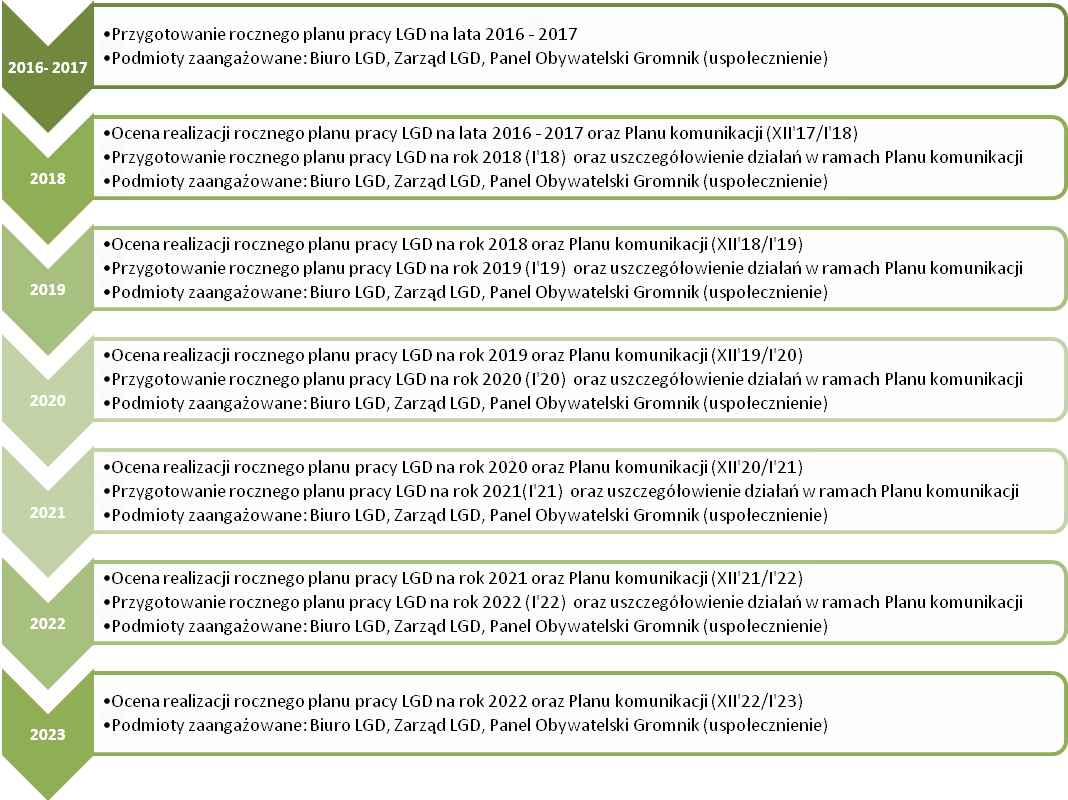 2016- 2017
•Przygotowanie rocznego planu pracy LGD na lata 2016 - 2017
•Podmioty zaangażowane: Biuro LGD, Zarząd LGD, Panel Obywatelski Gromnik (uspołecznienie)
2018
•Ocena realizacji rocznego planu pracy LGD na lata 2016 - 2017 oraz Planu komunikacji (XII'17/I'18)
•Przygotowanie rocznego planu pracy LGD na rok 2018 (I'18) oraz uszczegółowienie działań w ramach Planu komunikacji
•Podmioty zaangażowane: Biuro LGD, Zarząd LGD, Panel Obywatelski Gromnik (uspołecznienie)
2019
•Ocena realizacji rocznego planu pracy LGD na rok 2018 oraz Planu komunikacji (XII'18/I'19)
•Przygotowanie rocznego planu pracy LGD na rok 2019 (I'19) oraz uszczegółowienie działań w ramach Planu komunikacji
•Podmioty zaangażowane: Biuro LGD, Zarząd LGD, Panel Obywatelski Gromnik (uspołecznienie)
2020
•Ocena realizacji rocznego planu pracy LGD na rok 2019 oraz Planu komunikacji (XII'19/I'20)
•Przygotowanie rocznego planu pracy LGD na rok 2020 (I'20) oraz uszczegółowienie działań w ramach Planu komunikacji
•Podmioty zaangażowane: Biuro LGD, Zarząd LGD, Panel Obywatelski Gromnik (uspołecznienie)
2021
•Ocena realizacji rocznego planu pracy LGD na rok 2020 oraz Planu komunikacji (XII'20/I'21)
•Przygotowanie rocznego planu pracy LGD na rok 2021(I'21) oraz uszczegółowienie działań w ramach Planu komunikacji
•Podmioty zaangażowane: Biuro LGD, Zarząd LGD, Panel Obywatelski Gromnik (uspołecznienie)
2022
•Ocena realizacji rocznego planu pracy LGD na rok 2021 oraz Planu komunikacji (XII'21/I'22)
•Przygotowanie rocznego planu pracy LGD na rok 2022 (I'22) oraz uszczegółowienie działań w ramach Planu komunikacji
•Podmioty zaangażowane: Biuro LGD, Zarząd LGD, Panel Obywatelski Gromnik (uspołecznienie)
2023
•Ocena realizacji rocznego planu pracy LGD na rok 2022 oraz Planu komunikacji (XII'22/I'23)
•Podmioty zaangażowane: Biuro LGD, Zarząd LGD, Panel Obywatelski Gromnik (uspołecznienie)